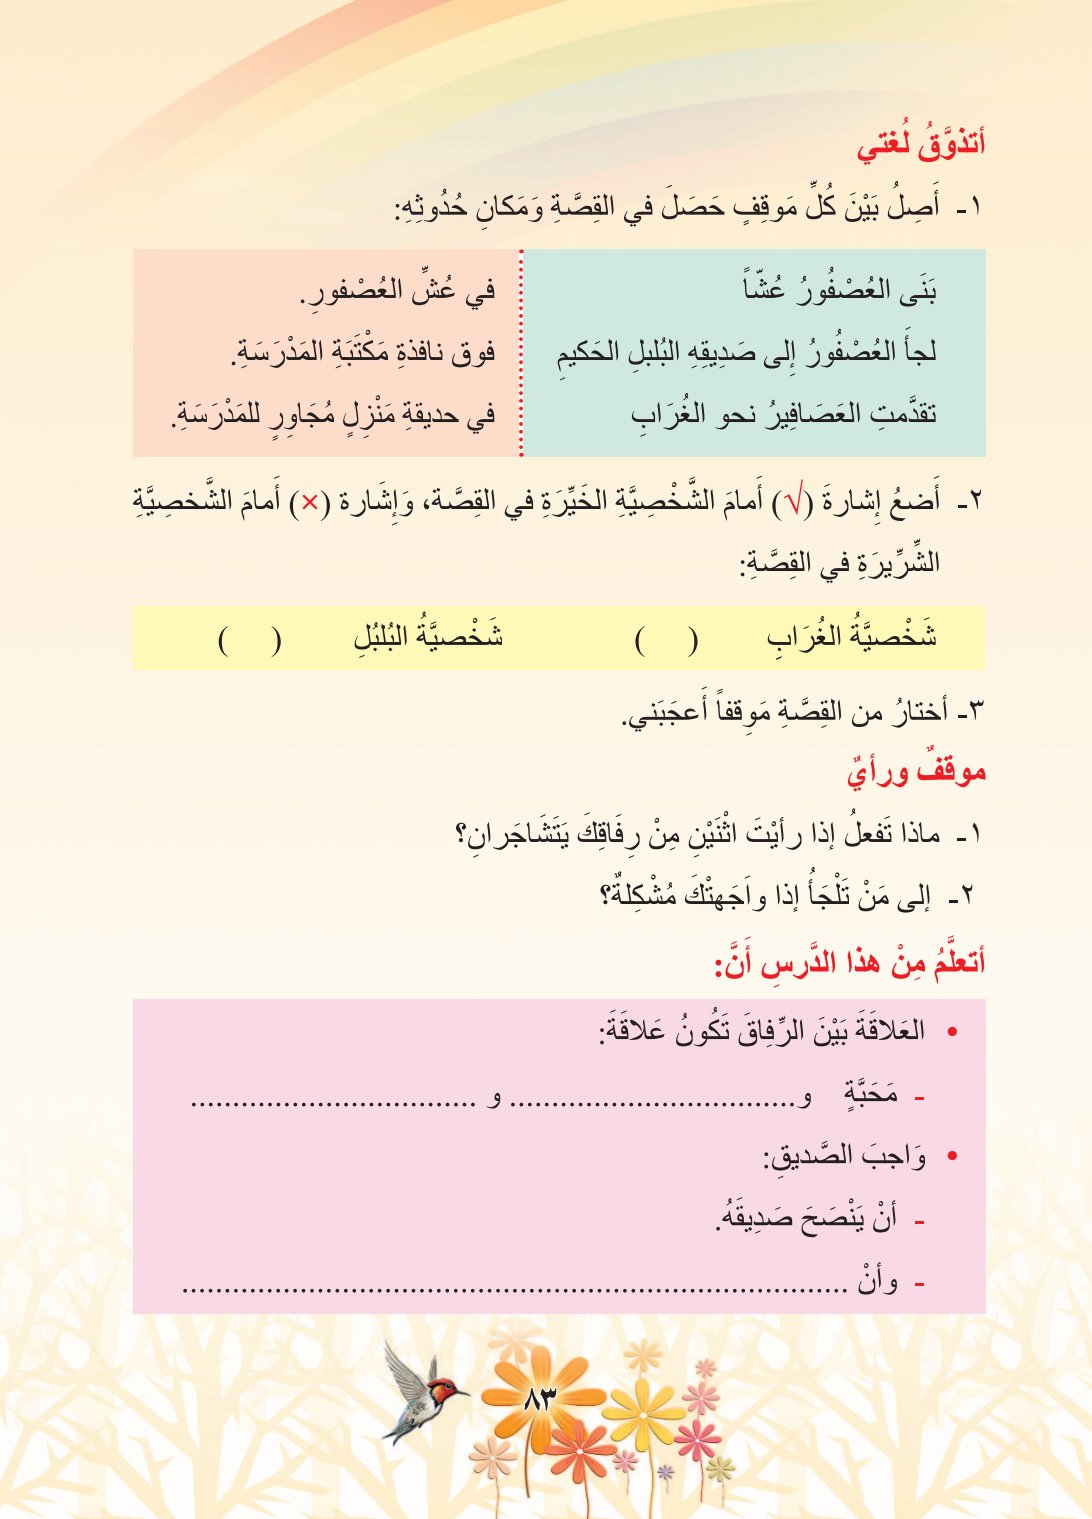 أتذوَّقُ لُغتي
١- أَصِلُ بَيْنَ كُلِّ مَوقِفٍ حَصَلَ في القِصَّةِ وَمَكانِ حُدُوثِهِ:
بَنَى العُصْفُورُ عُشّاً
في عُشِّ العُصْفورِ.
لجأَ العُصْفُورُ إِلى صَدِيقِهِ البُلبلِ الحَكيمِ
فوق نافذةِ مَكْتَبَةِ المَدْرَسَةِ.
تقدَّمتِ العَصَافِيرُ نحو الغُرَابِ
في حديقةِ مَنْزِلٍ مُجَاوِرٍ للمَدْرَسَةِ.
٢- أَضعُ إِشارةَ (√) أَمامَ الشَّخْصِيَّةِ الخَيِّرَةِ في القِصَّة، وَإِشَارة (×) أَمامَ الشَّخصِيَّةِ
الشِّرِّيرَةِ في القِصَّةِ:
شَخْصيَّةُ الغُرَابِ ( ) شَخْصيَّةُ البُلبُلِ ( )
٣- أختارُ من القِصَّةِ مَوِقفاً أَعجَبَني.
موقفٌ ورأيٌ
١- ماذا تَفعلُ إذا رأيْتَ اثْنَيْنِ مِنْ رِفَاقِكَ يَتَشَاجَرانِ؟
٢- إلى مَنْ تَلْجَأُ إذا واَجَهتْكَ مُشْكِلةٌ؟
أتعلَّمُ مِنْ هذا الدَّرسِ أَنَّ:
• العَلاقَةَ بَيْنَ الرِّفاقَ تَكُونُ عَلاقَةَ:
- مَحَبَّةٍ و.................................. و ..................................
• وَاجبَ الصَّديقِ:
- أنْ يَنْصَحَ صَدِيقَهُ.
- وأنْ ................................................................................
٨٣